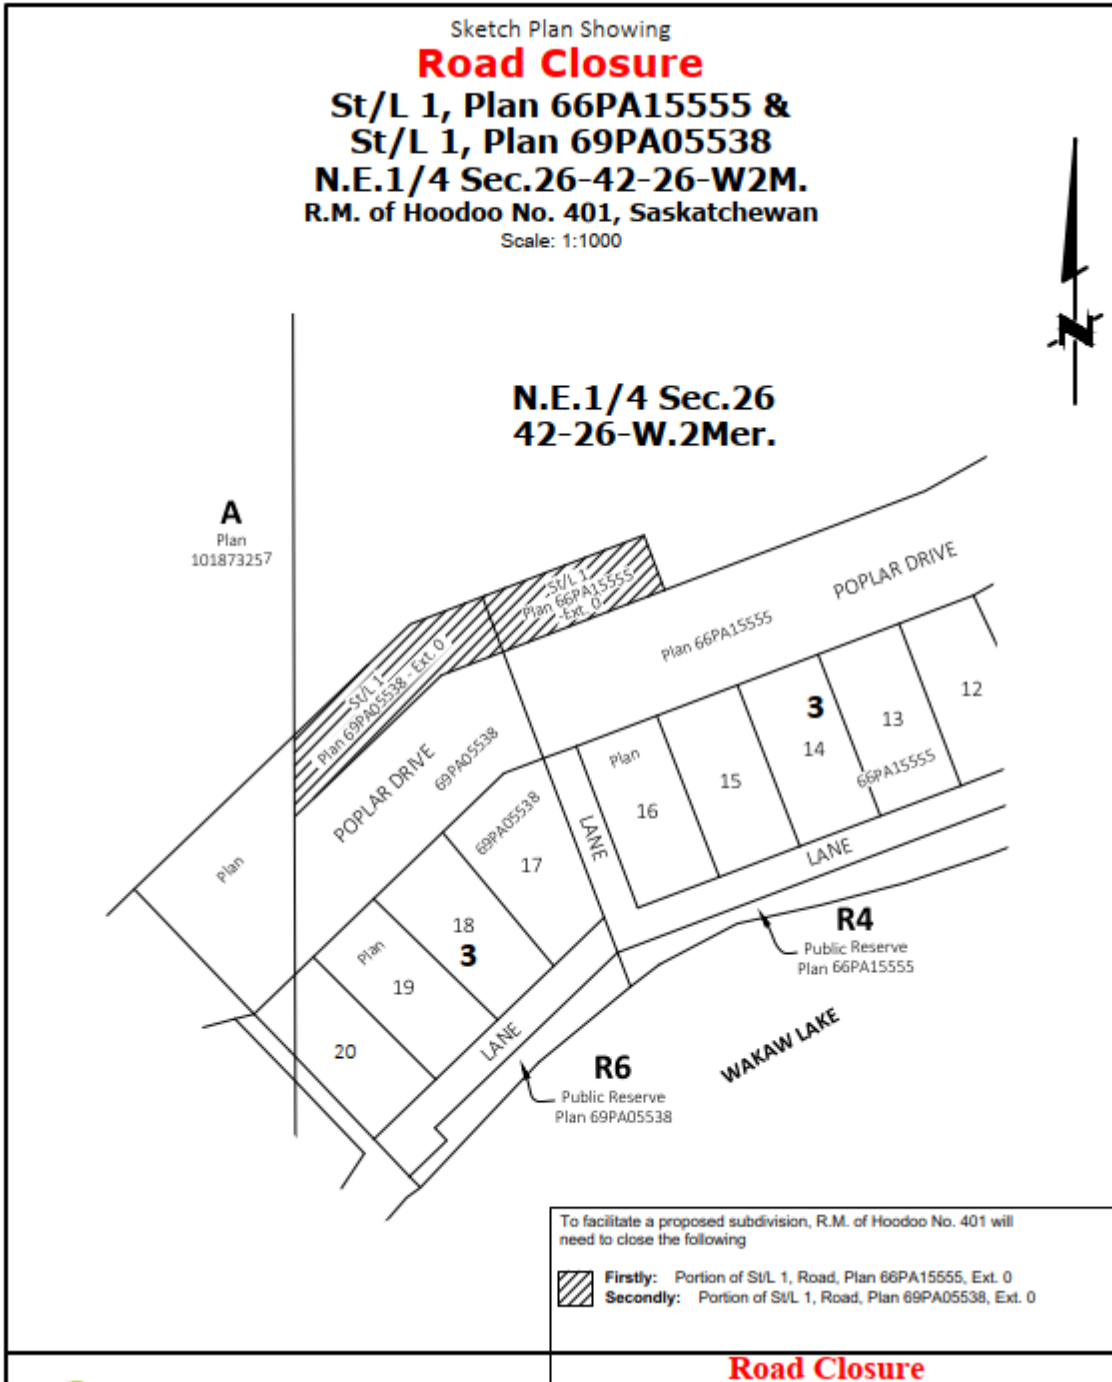 Sketch Plan Showing
Road Closure
St/L 1, Plan 66PA15555 &
St/L 1, Plan 69PA05538
N.E.1/4 Sec.26-42-26-W2M.
R.M. of Hoodoo No. 401, Saskatchewan
Scale: 1:1000
N
N.E.1/4 Sec.26
42-26-W.2Mer.
A
Plan
101873257
St/L 1
Plan 66PA15555
-Ext. 0
St/L 1
Plan 69PA05538 - Ext. 0
POPLAR DRIVE
Plan 66PA15555
POPLAR DRIVE
69PA05538
Plan
12
3
13
14
66PA15555
15
Plan
16
LANE
LANE
69PA05538
17
18
3
Plan
19
20
LANE
R4
Public Reserve
Plan 66PA15555
WAKAW LAKE
R6
Public Reserve
Plan 69PA05538
To facilitate a proposed subdivision, R.M. of Hoodoo No. 401 will
need to close the following
Firstly: Portion of St/L 1, Road, Plan 66PA15555, Ext. 0
Secondly: Portion of St/L 1, Road, Plan 69PA05538, Ext. 0
Road Closure